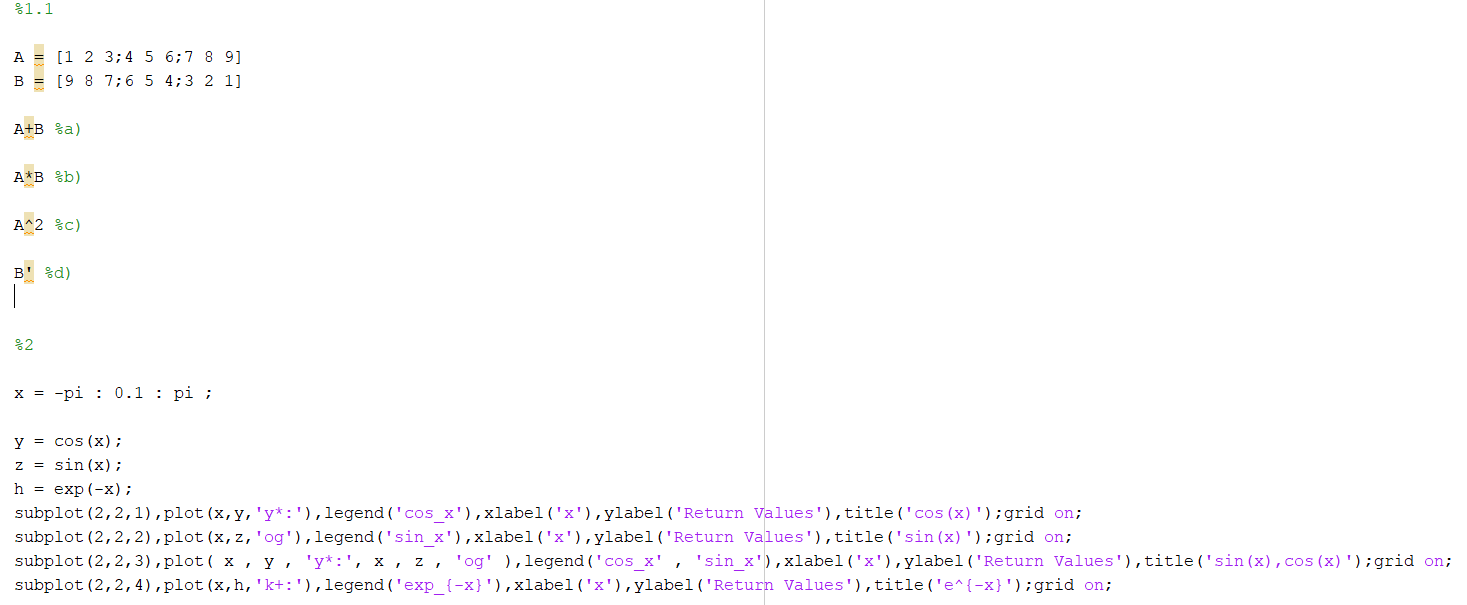 %1.1
A = [1 2 3;4 5 6;7 8 9]
B = [9 8 7;6 5 4;3 2 1]
A+B %a)
A*B %b)
A^2 %c)
B' %d)
%2
x = -pi : 0.1 : pi ;
y = cos(x);
z = sin(x);
h = exp(-x);
subplot(2,2,1),plot(x,y,'y*:'),legend('cos_x'),xlabel('x'),ylabel('Return Values'),title('cos(x)');grid on;
subplot(2,2,2),plot(x,z,'og'),legend('sin_x'),xlabel('x'),ylabel('Return Values'),title('sin(x)');grid on;
subplot(2,2,3),plot( x , y , 'y*:', x , z , 'og' ),legend('cos_x' , 'sin_x'),xlabel('x'),ylabel('Return Values'),title('sin(x),cos(x)');grid on;
subplot(2,2,4),plot(x,h,'k+:'),legend('exp_{-x}'),xlabel('x'),ylabel('Return Values'),title('e^{-x}');grid on;